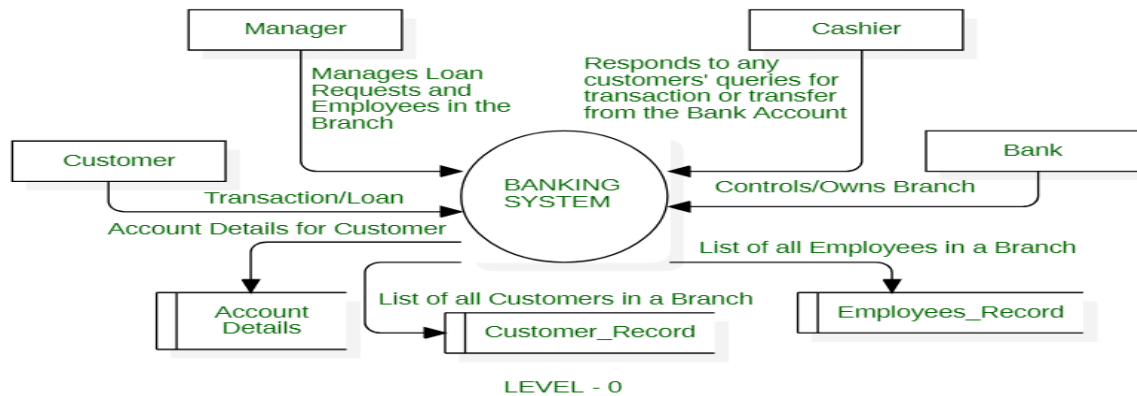 Manager
Cashier
Manages Loan
Requests and
Employees in the
Branch
Responds to any
customers' queries for
transaction or transfer
from the Bank Account
Customer
Bank
BANKING
SYSTEM
Transaction/Loan
Controls/Owns Branch
Account Details for Customer
List of all Employees in a Branch
Account
Details
List of all Customers in a Branch
Customer_Record
Employees_Record
LEVEL - 0